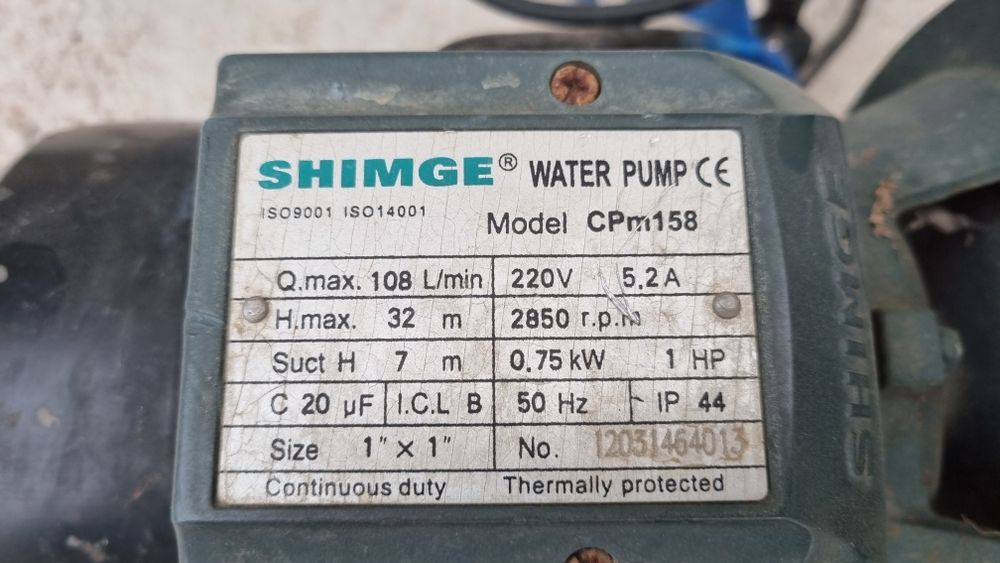 SHIMGE® WATER PUMP CE
ISO9001 ISO14001
Model CPm158
Q.max. 108 L/min 220V 5.2A
H.max. 32 m 2850 r.p.m
Suct H 7 m 0.75 kW 1 HP
C 20 µF I.C.L B 50 Hz IP 44
Size 1" × 1" No. 12031464013
Continuous duty Thermally protected
SHIMGE